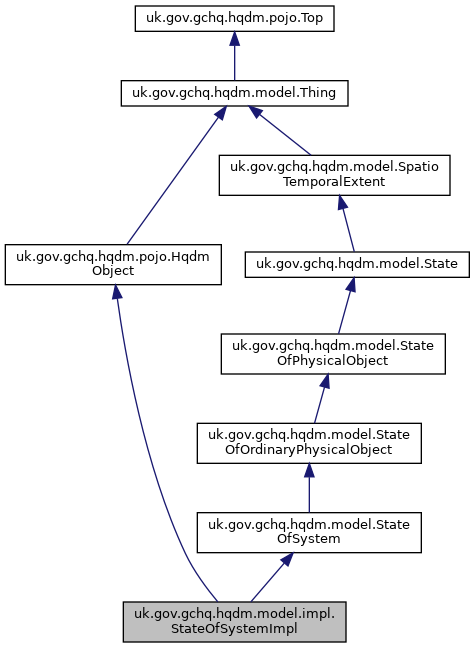 uk.gov.gchq.hqdm.pojo.Top
uk.gov.gchq.hqdm.model.Thing
uk.gov.gchq.hqdm.model.Spatio
TemporalExtent
uk.gov.gchq.hqdm.pojo.Hqdm
Object
uk.gov.gchq.hqdm.model.State
uk.gov.gchq.hqdm.model.State
OfPhysicalObject
uk.gov.gchq.hqdm.model.State
OfOrdinaryPhysicalObject
uk.gov.gchq.hqdm.model.State
OfSystem
uk.gov.gchq.hqdm.model.impl.
StateOfSystemImpl